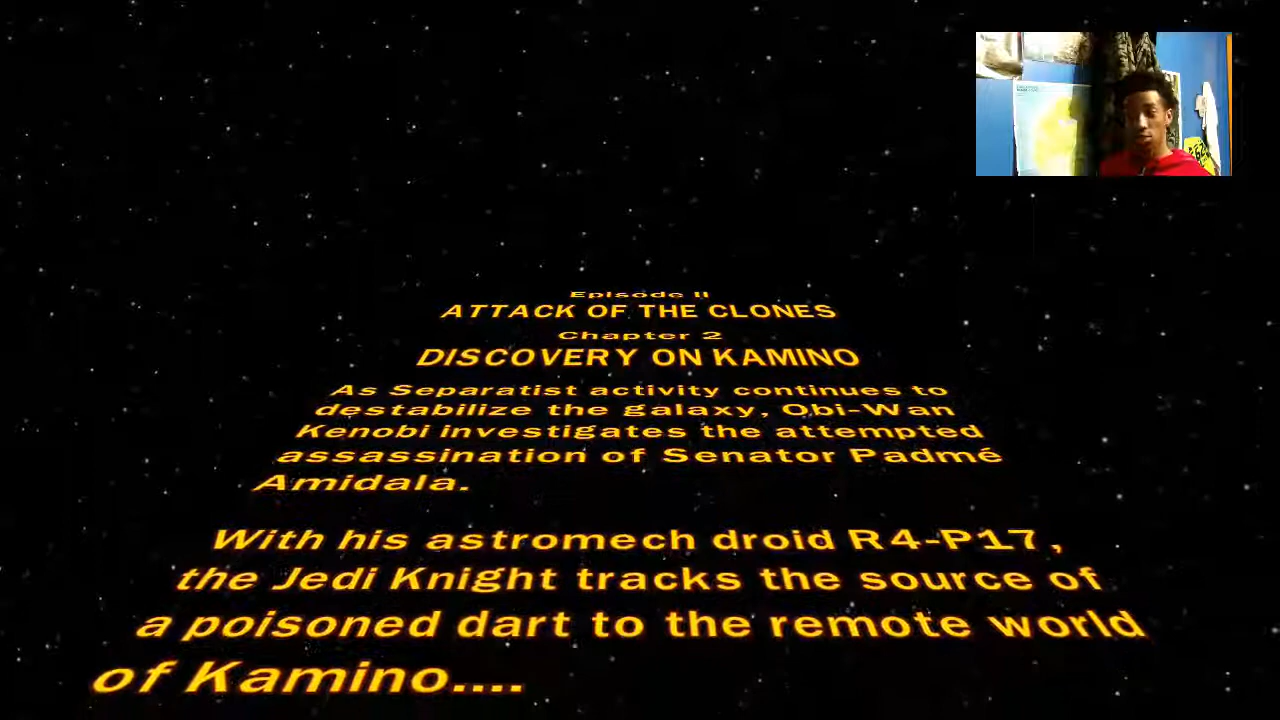 Episode II
ATTACK OF THE CLONES
Chapter 2
DISCOVERY ON KAMINO
As Separatist activity continues to
destabilize the galaxy, Obi-Wan
Kenobi investigates the attempted
assassination of Senator Padmé
Amidala.
With his astromech droid R4-P17,
the Jedi Knight tracks the source of
a poisoned dart to the remote world
of Kamino....